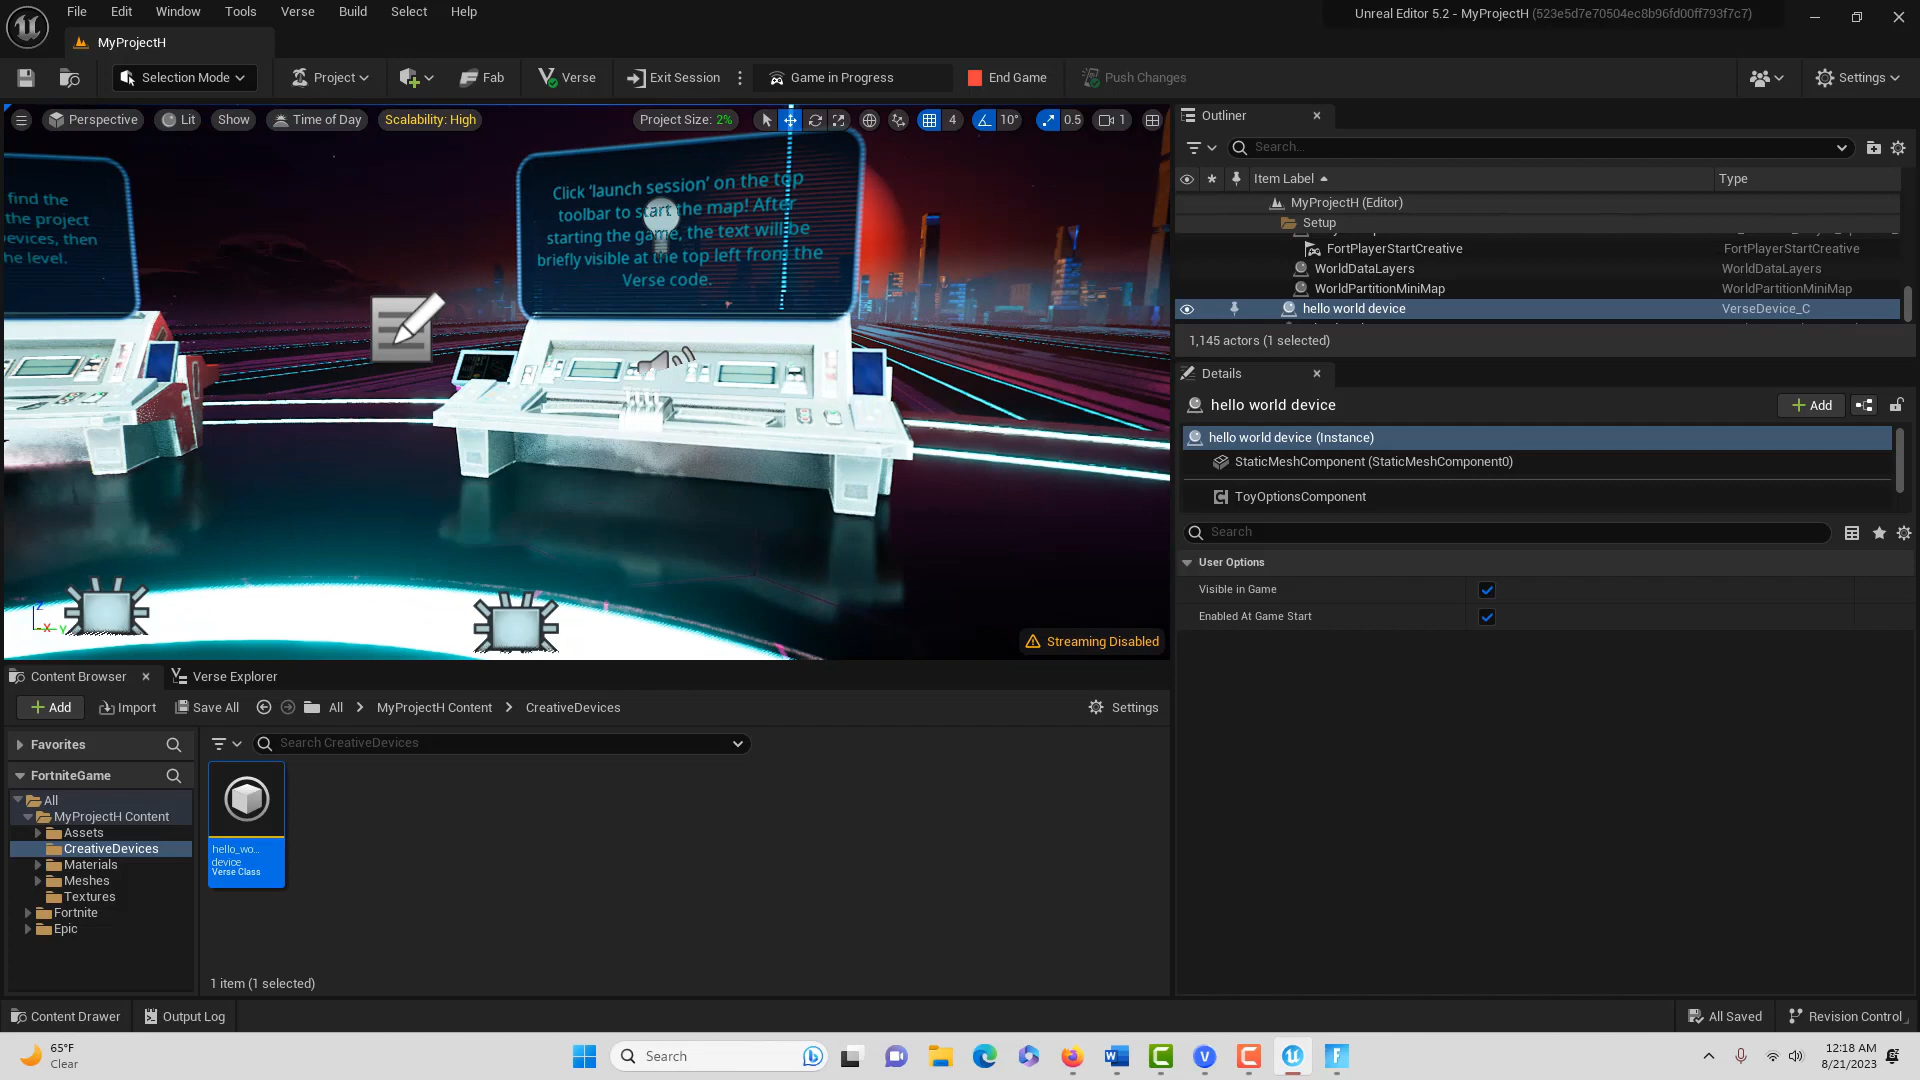 File Edit Window Tools Verse Build Select Help
Unreal Editor 5.2 - MyProjectH (523e5d7e70504ec8b96fd00ff793f7c7)
MyProjectH
Selection Mode
Project
Fab
Verse
Exit Session
Game in Progress
End Game
Push Changes
Settings
Perspective
Lit
Show
Time of Day
Scalability: High
Project Size: 2%
4
10°
0.5
1
find the
the project
evices, then
he level.
Click 'launch session' on the top
toolbar to start the map! After
starting the game, the text will be
briefly visible at the top left from the
Verse code.
Z
-X Y
Streaming Disabled
Outliner
Search...
Item Label
Type
MyProjectH (Editor)
Setup
FortPlayerStartCreative FortPlayerStartCreative
WorldDataLayers WorldDataLayers
WorldPartitionMiniMap WorldPartitionMiniMap
hello world device VerseDevice_C
1,145 actors (1 selected)
Details
hello world device
Add
hello world device (Instance)
StaticMeshComponent (StaticMeshComponent0)
ToyOptionsComponent
Search
User Options
Visible in Game
Enabled At Game Start
Content Browser
Verse Explorer
Add
Import
Save All
All
MyProjectH Content
CreativeDevices
Settings
Favorites
Search CreativeDevices
FortniteGame
All
MyProjectH Content
Assets
CreativeDevices
Materials
Meshes
Textures
Fortnite
Epic
hello_wo...
device
Verse Class
1 item (1 selected)
Content Drawer
Output Log
All Saved
Revision Control
65°F
Clear
Search
12:18 AM
8/21/2023